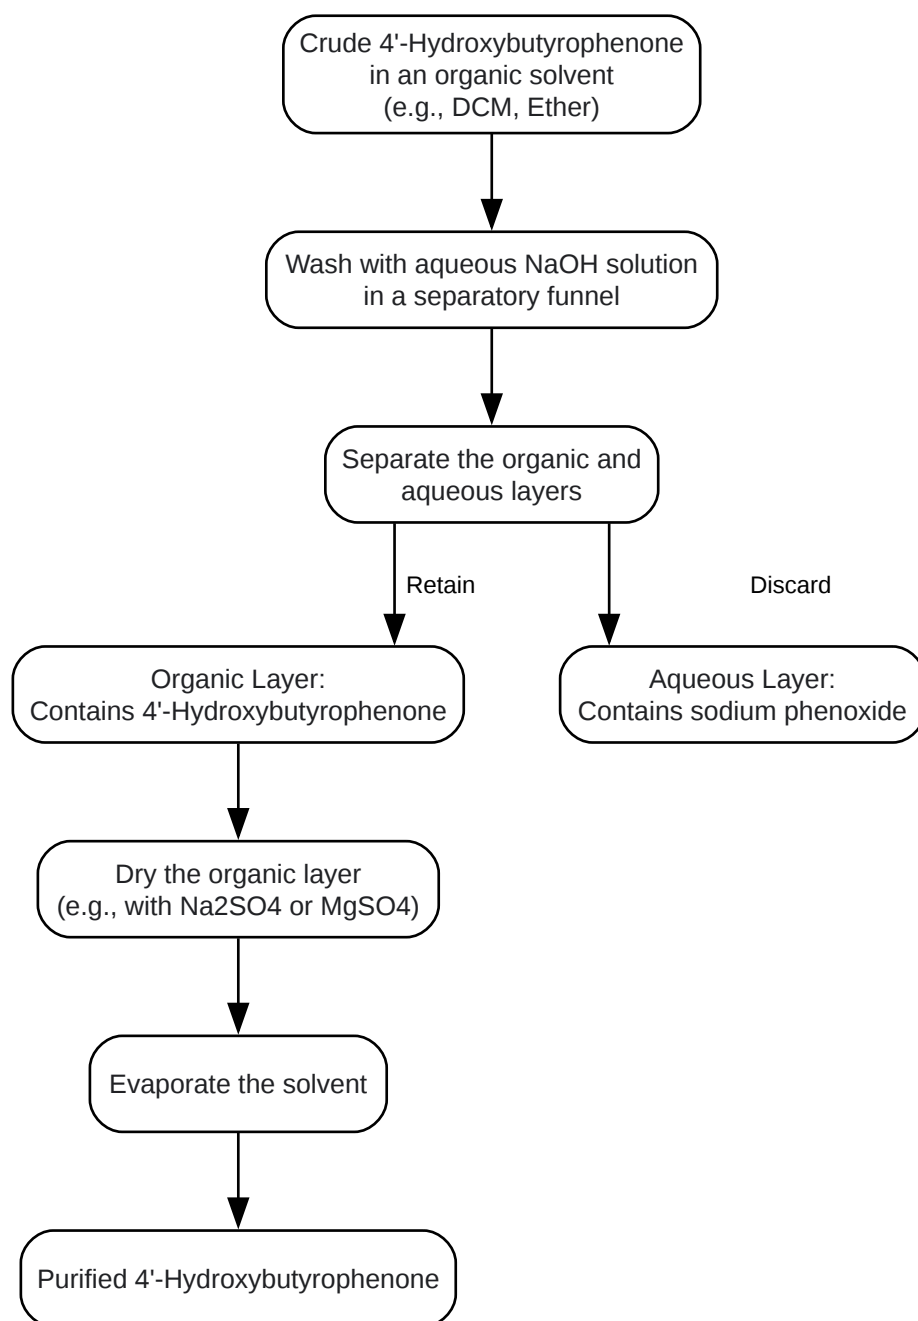 Crude 4'-Hydroxybutyrophenone
in an organic solvent
(e.g., DCM, Ether)
Wash with aqueous NaOH solution
in a separatory funnel
Separate the organic and
aqueous layers
Retain
Discard
Organic Layer:
Contains 4'-Hydroxybutyrophenone
Aqueous Layer:
Contains sodium phenoxide
Dry the organic layer
(e.g., with Na2SO4 or MgSO4)
Evaporate the solvent
Purified 4'-Hydroxybutyrophenone